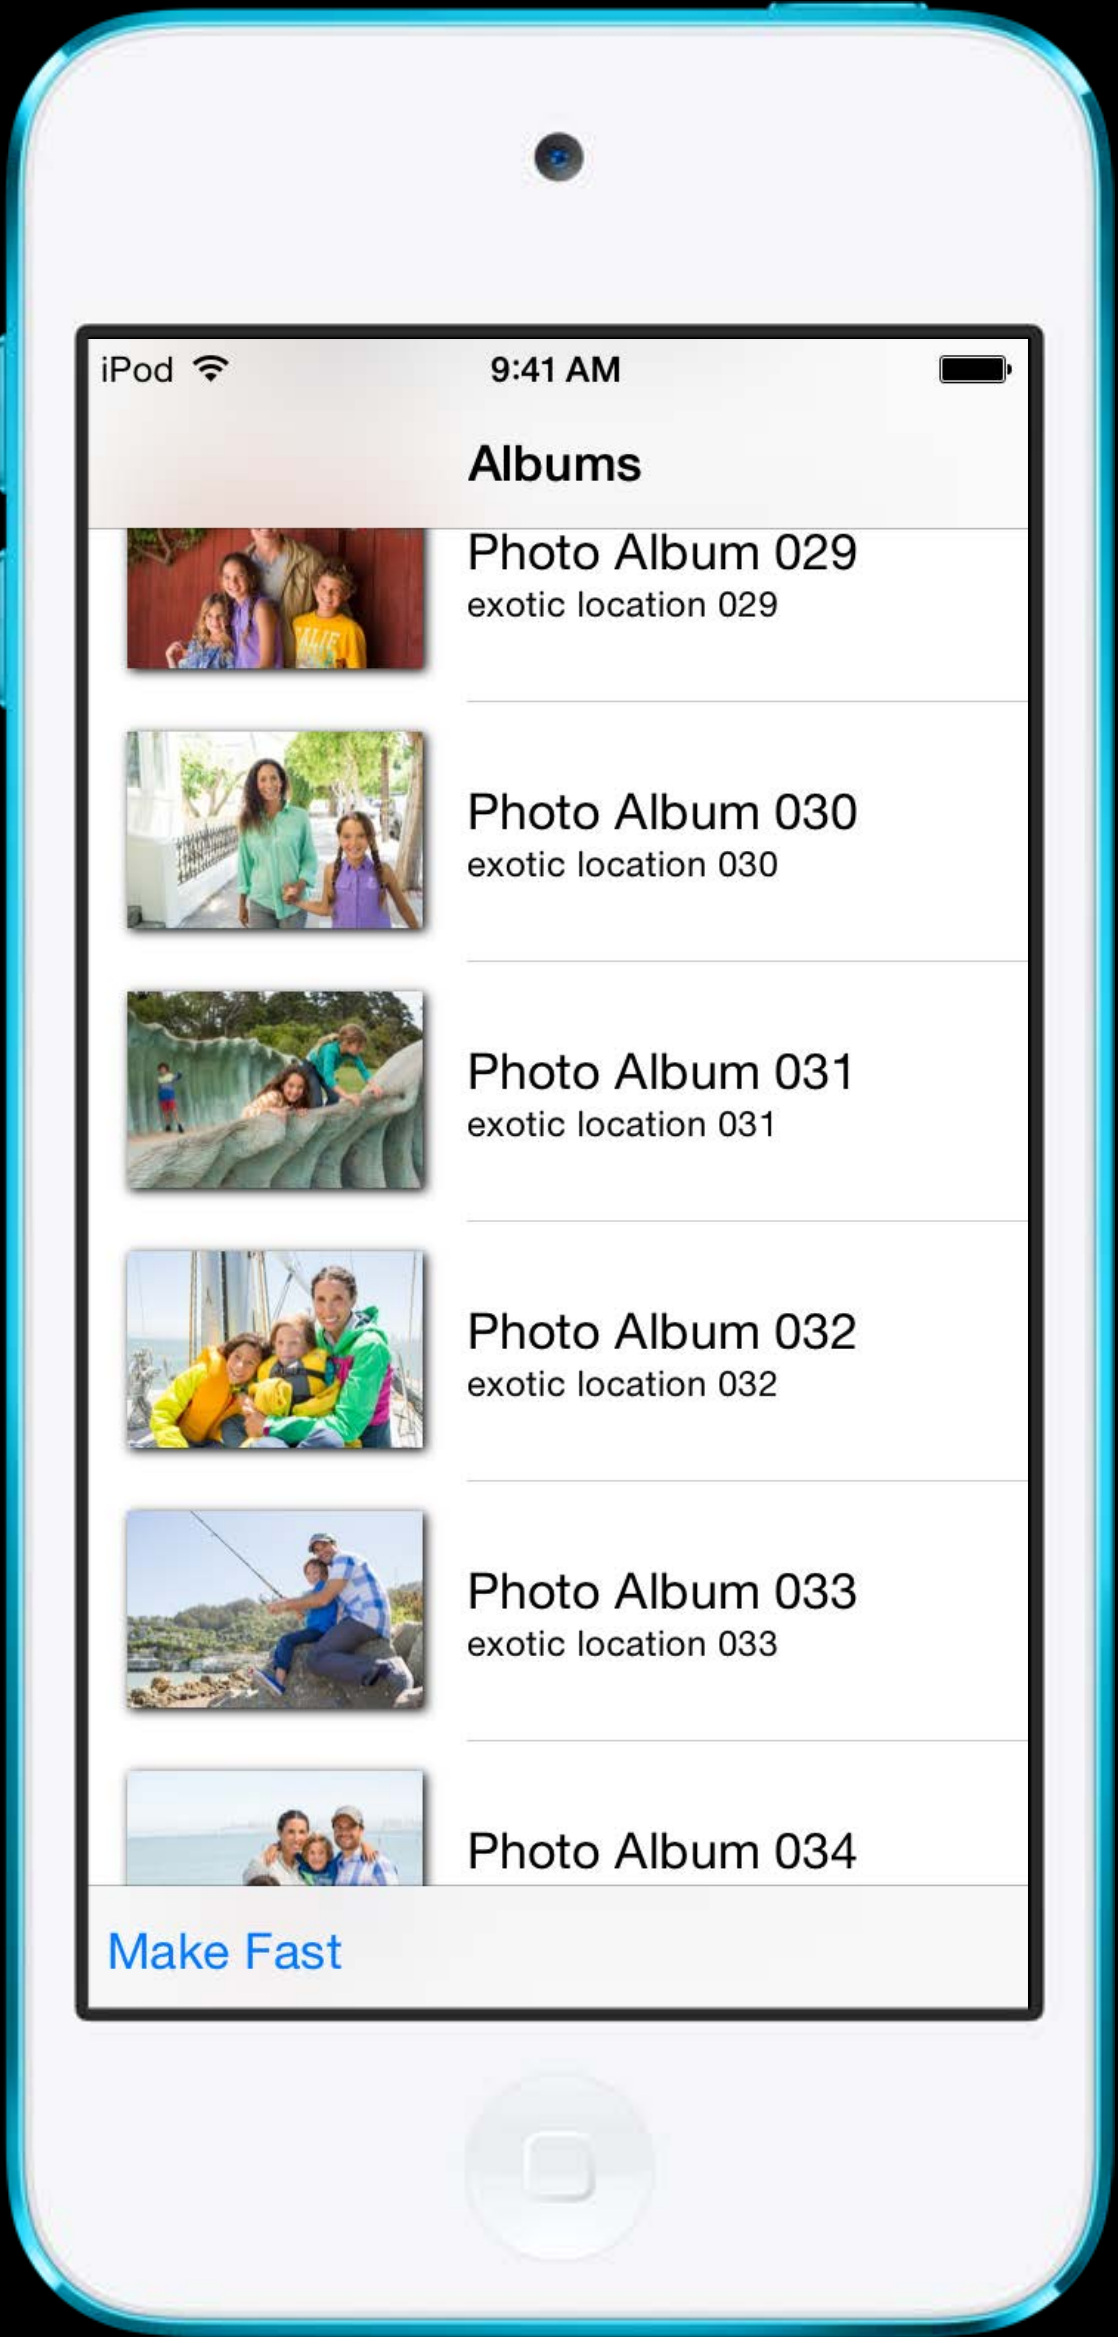 iPod
9:41 AM
Albums
Photo Album 029
exotic location 029
CALIF
Photo Album 030
exotic location 030
Photo Album 031
exotic location 031
Photo Album 032
exotic location 032
Photo Album 033
exotic location 033
Photo Album 034
Make Fast